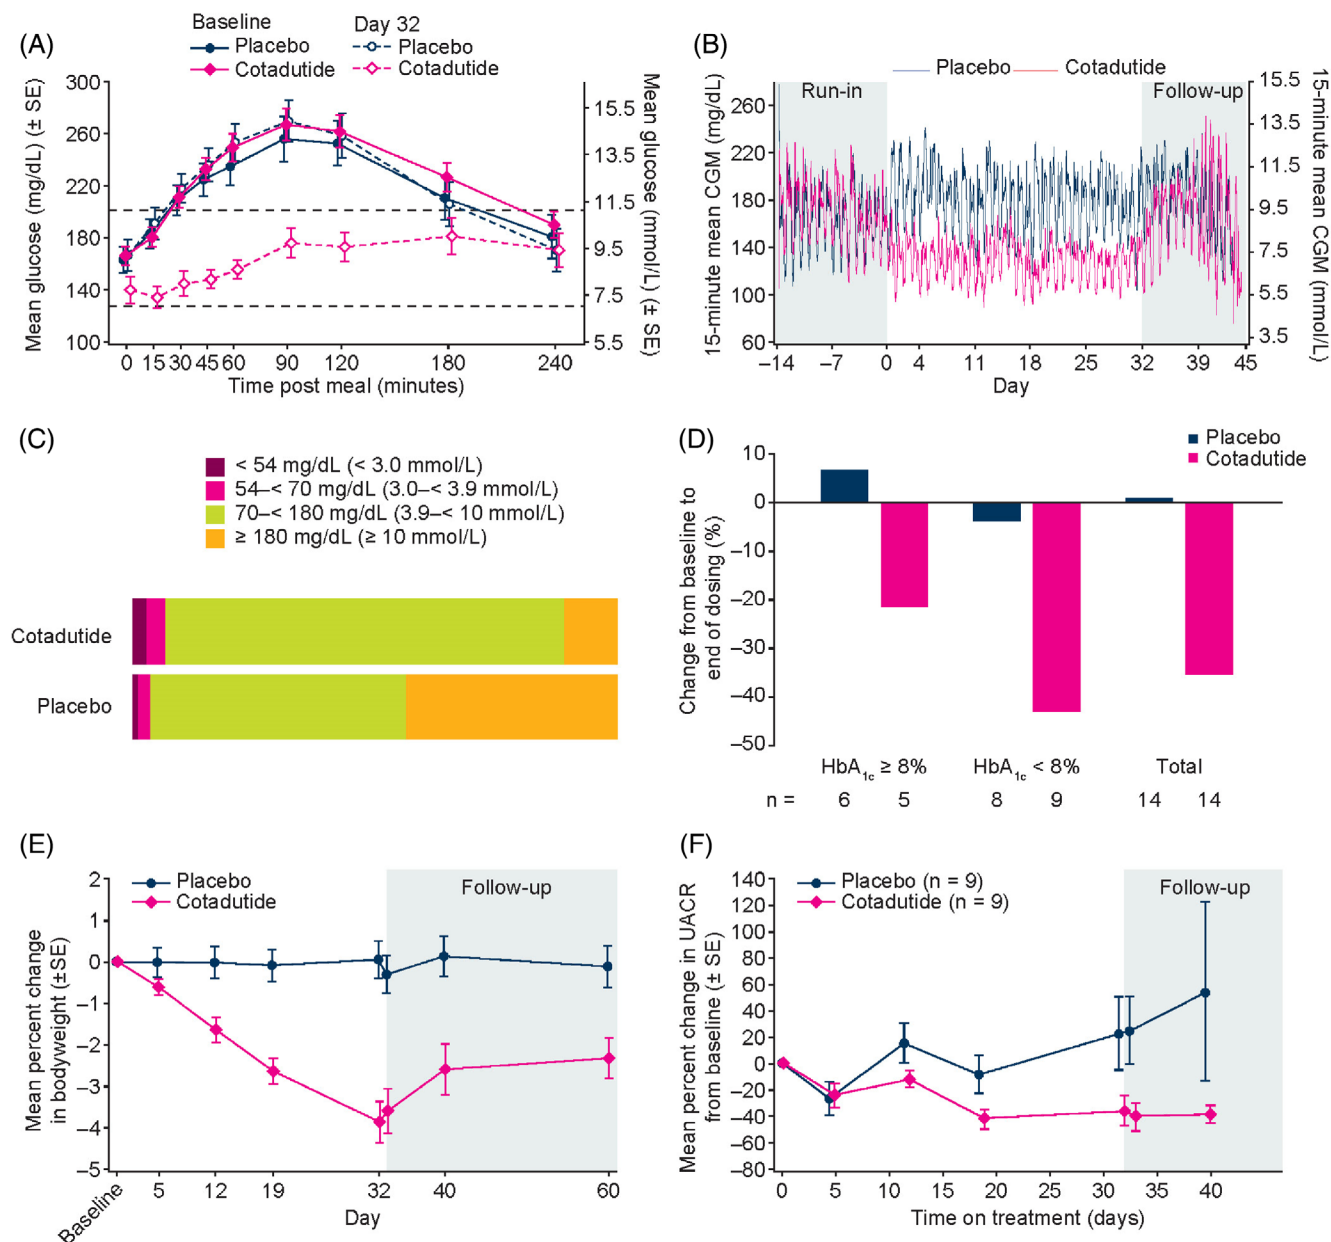 (A)
Baseline
Day 32
Placebo
Placebo
Cotadutide
Cotadutide
Mean glucose (mg/dL) (± SE)
300
260
220
180
140
100
15.5
13.5
11.5
9.5
7.5
5.5
Mean glucose (mmol/L) (± SE)
0 15 30 45 60 90 120 180 240
Time post meal (minutes)
(B)
Placebo
Cotadutide
Run-in
Follow-up
15-minute mean CGM (mg/dL)
260
220
180
140
100
60
15.5
13.5
11.5
9.5
7.5
5.5
3.5
15-minute mean CGM (mmol/L)
–14 –7 0 4 11 18 25 32 39 45
Day
(C)
< 54 mg/dL (< 3.0 mmol/L)
54–< 70 mg/dL (3.0–< 3.9 mmol/L)
70–< 180 mg/dL (3.9–< 10 mmol/L)
≥ 180 mg/dL (≥ 10 mmol/L)
Cotadutide
Placebo
(D)
Placebo
Cotadutide
Change from baseline to
end of dosing (%)
10
0
–10
–20
–30
–40
–50
HbA1c ≥ 8% HbA1c < 8% Total
n = 6 5 8 9 14 14
(E)
Placebo
Cotadutide
Follow-up
Mean percent change
in bodyweight (±SE)
2
1
0
–1
–2
–3
–4
–5
Baseline 5 12 19 32 40 60
Day
(F)
Placebo (n = 9)
Cotadutide (n = 9)
Follow-up
Mean percent change in UACR
from baseline (± SE)
140
120
100
80
60
40
20
0
–20
–40
–60
–80
0 5 10 15 20 25 30 35 40
Time on treatment (days)